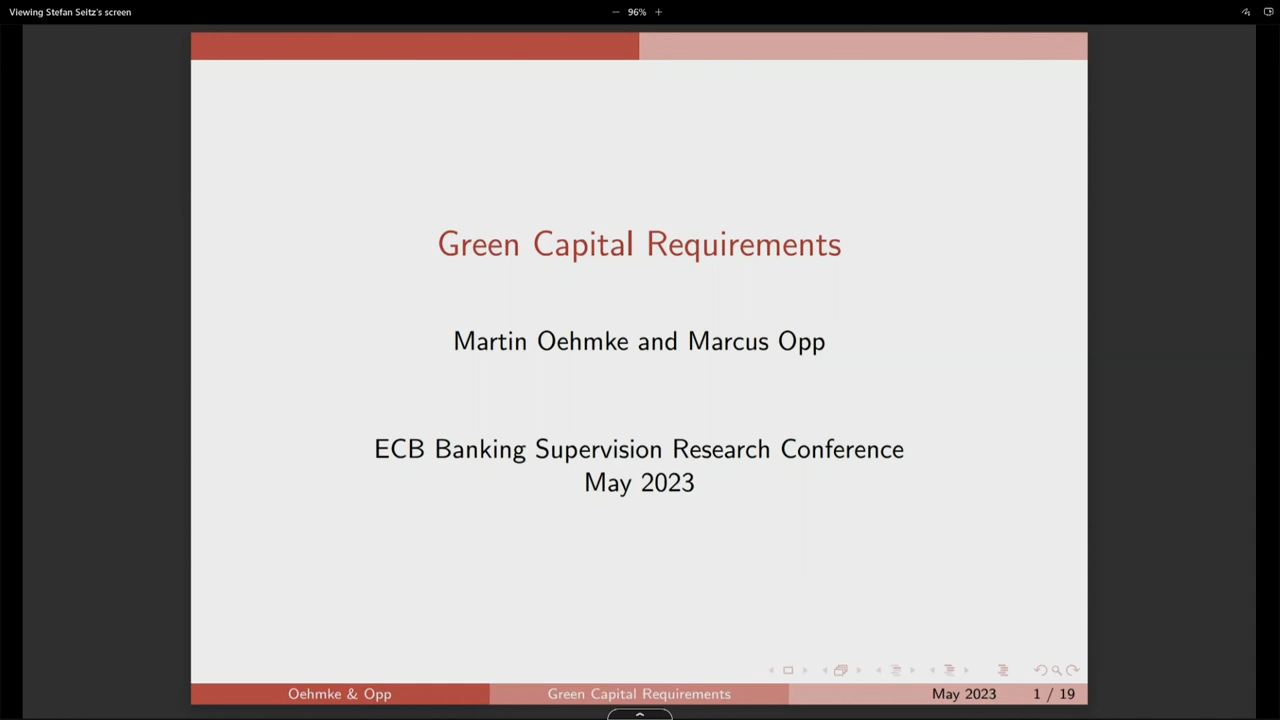 Viewing Stefan Seitz's screen
− 96% +
Green Capital Requirements
Martin Oehmke and Marcus Opp
ECB Banking Supervision Research Conference
May 2023
Oehmke & Opp
Green Capital Requirements
May 2023
1 / 19